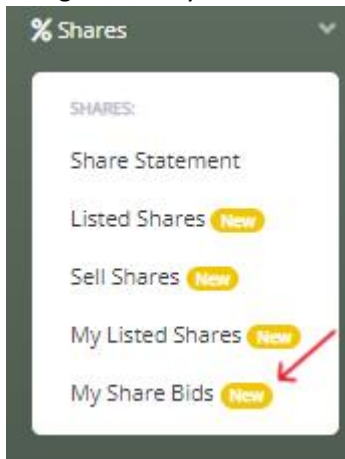 % Shares
SHARES:
Share Statement
Listed Shares New
Sell Shares New
My Listed Shares New
My Share Bids New